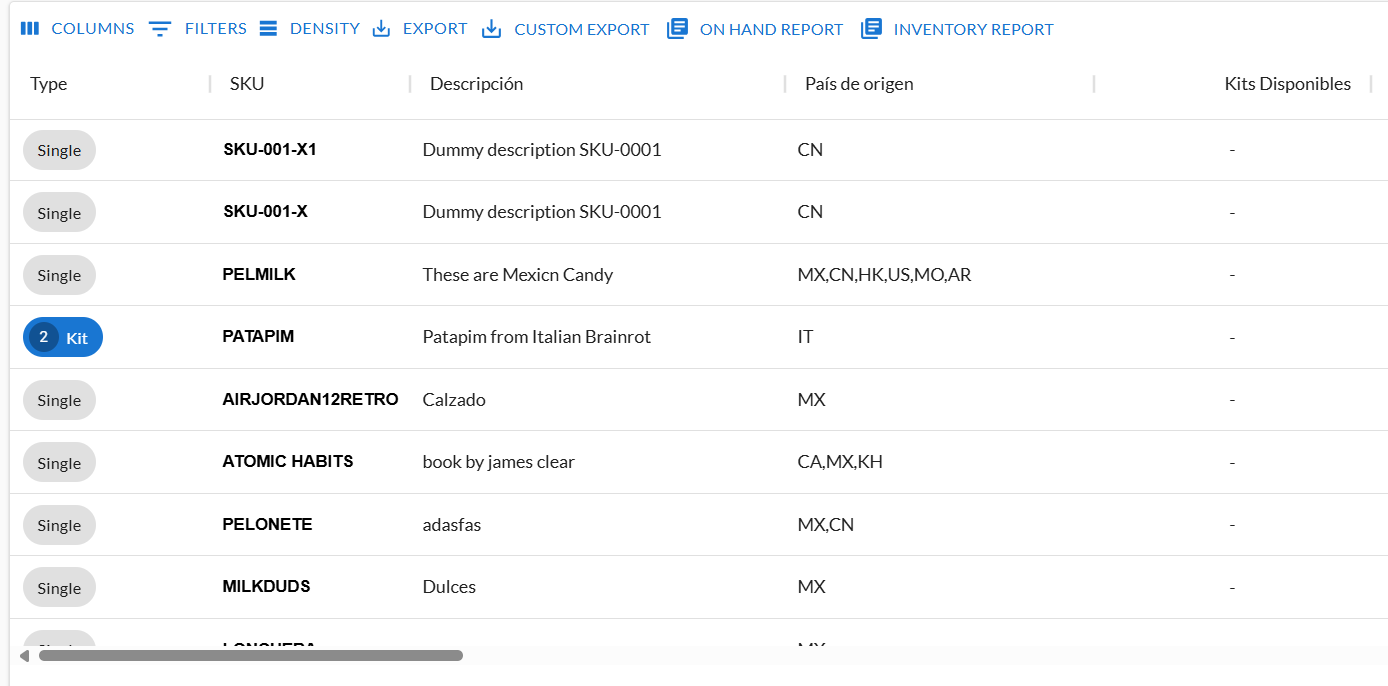 COLUMNS FILTERS DENSITY EXPORT CUSTOM EXPORT ON HAND REPORT INVENTORY REPORT
Type SKU Descripción País de origen Kits Disponibles
Single SKU-001-X1 Dummy description SKU-0001 CN -
Single SKU-001-X Dummy description SKU-0001 CN -
Single PELMILK These are Mexicn Candy MX,CN,HK,US,MO,AR -
2 Kit PATAPIM Patapim from Italian Brainrot IT -
Single AIRJORDAN12RETRO Calzado MX -
Single ATOMIC HABITS book by james clear CA,MX,KH -
Single PELONETE adasfas MX,CN -
Single MILKDUDS Dulces MX -